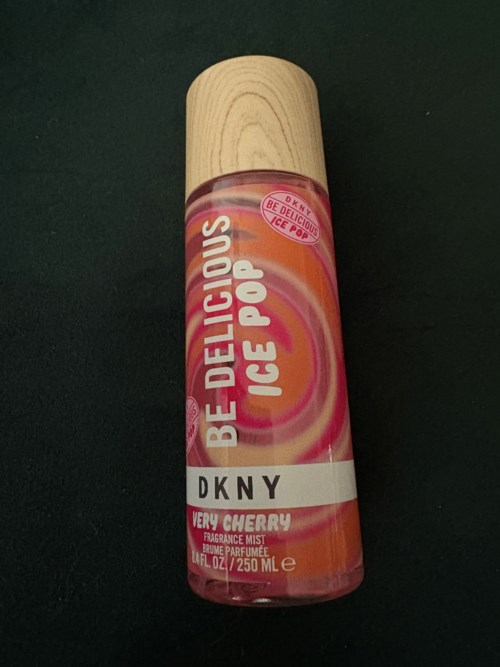 DKNY
BE DELICIOUS
ICE POP
BE DELICIOUS
ICE POP
DKNY
VERY CHERRY
FRAGRANCE MIST
BRUME PARFUMÉE
FL. OZ. / 250 ML ℮